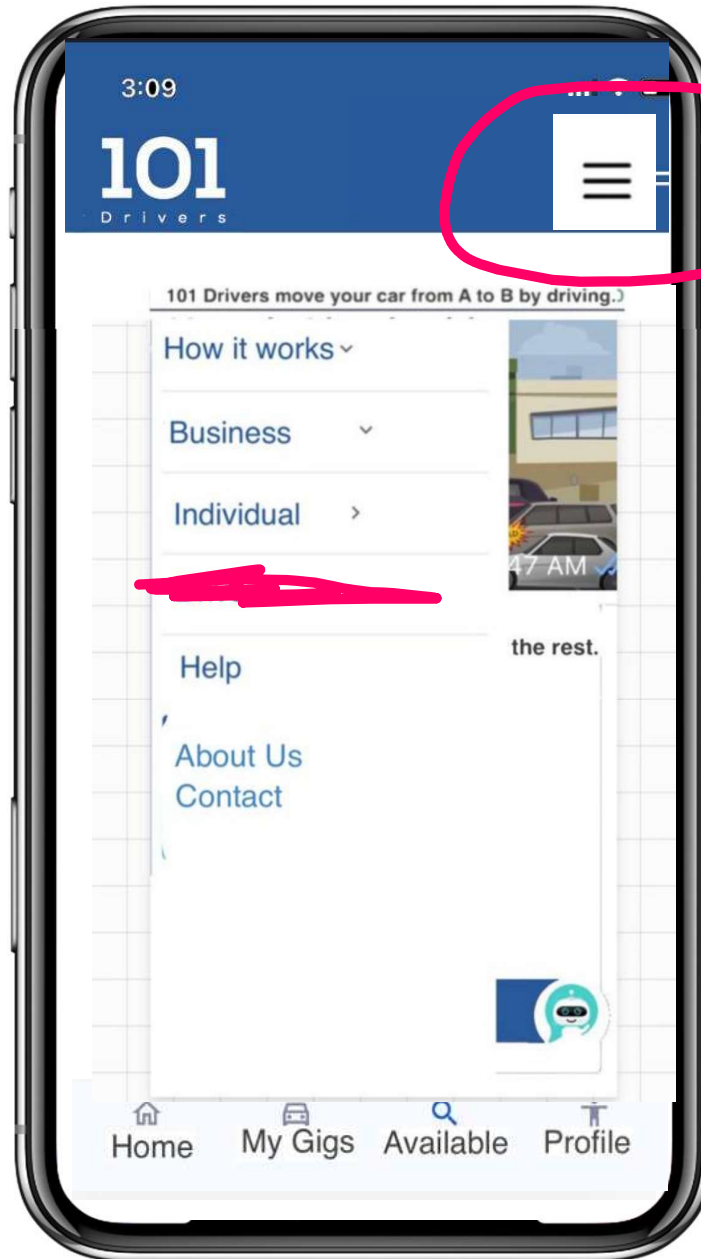 3:09
101
Drivers
101 Drivers move your car from A to B by driving.
How it works
Business
Individual
47 AM
the rest.
Help
About Us
Contact
Home
My Gigs
Available
Profile